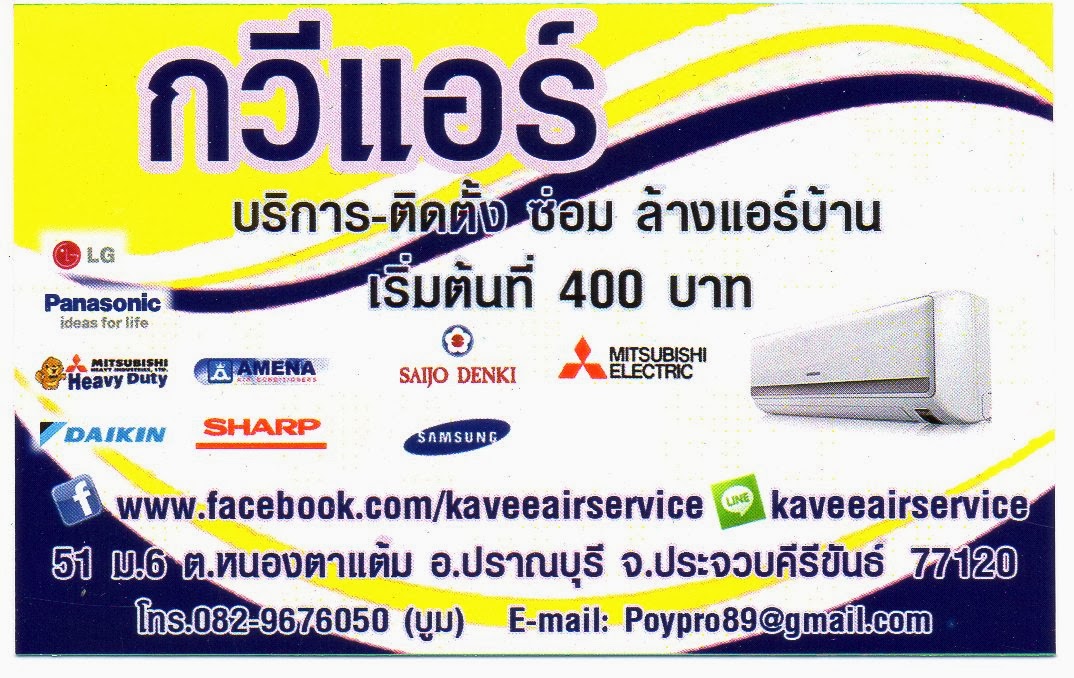 กวีแอร์
บริการ-ติดตั้ง ซ่อม ล้างแอร์บ้าน
เริ่มต้นที่ 400 บาท
LG
Panasonic
ideas for life
MITSUBISHI
HEAVY INDUSTRIES, LTD.
Heavy Duty
AMENA
AIR CONDITIONERS
SAIJO DENKI
MITSUBISHI
ELECTRIC
DAIKIN
SHARP
SAMSUNG
www.facebook.com/kaveeairservice LINE kaveeairservice
51 ม.6 ต.หนองตาแต้ม อ.ปราณบุรี จ.ประจวบคีรีขันธ์ 77120
โทร.082-9676050 (บูม) E-mail: Poypro89@gmail.com